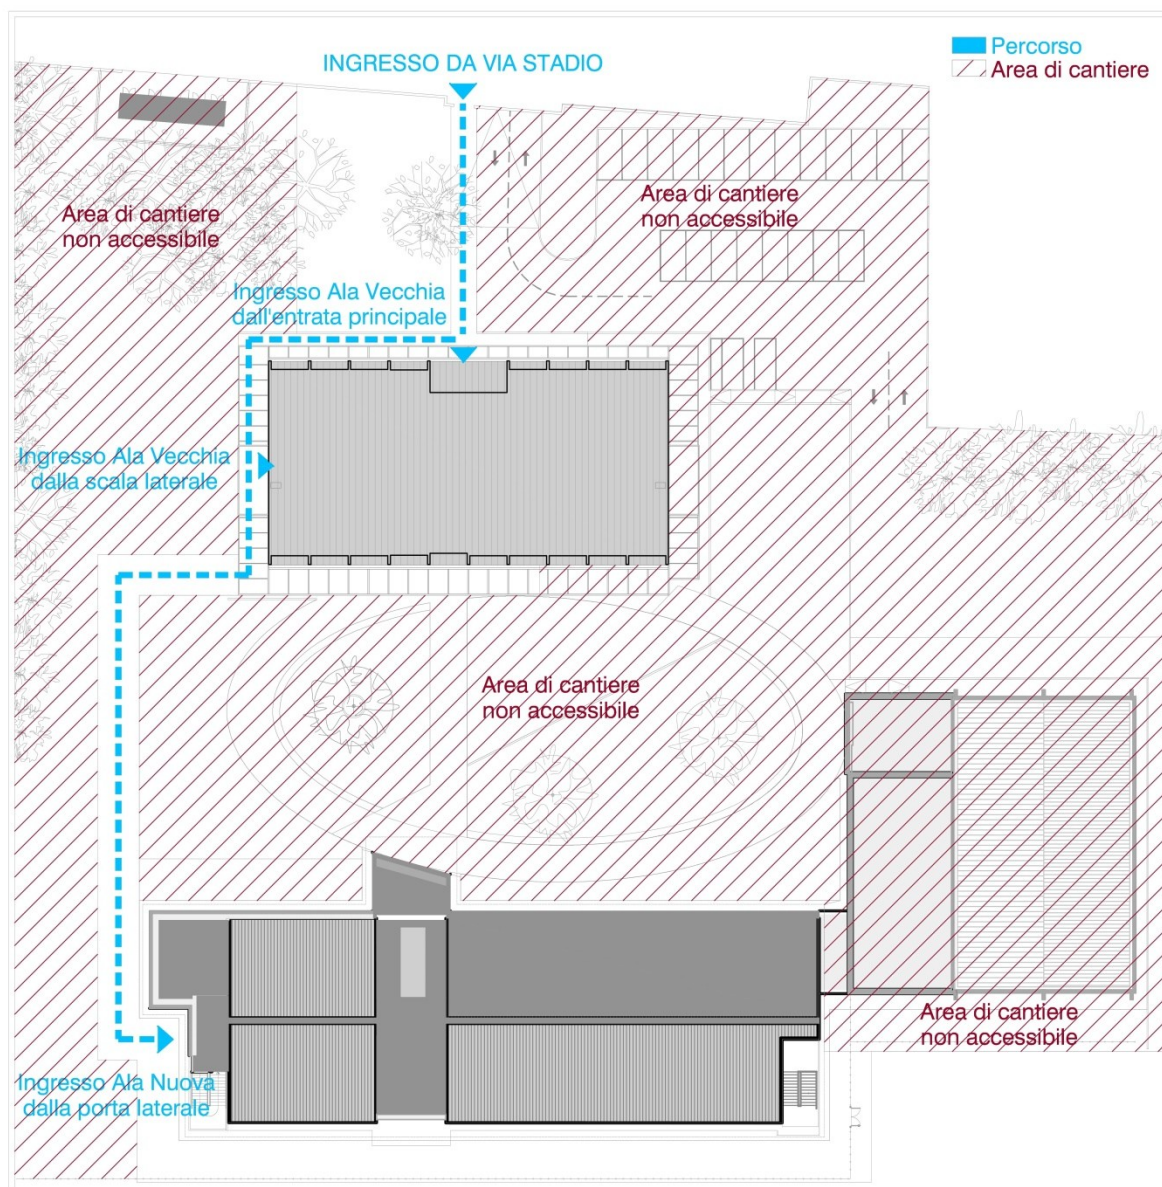 INGRESSO DA VIA STADIO
Percorso
Area di cantiere
Area di cantiere
non accessibile
Area di cantiere
non accessibile
Ingresso Ala Vecchia
dall'entrata principale
Ingresso Ala Vecchia
dalla scala laterale
Area di cantiere
non accessibile
Area di cantiere
non accessibile
Ingresso Ala Nuova
dalla porta laterale